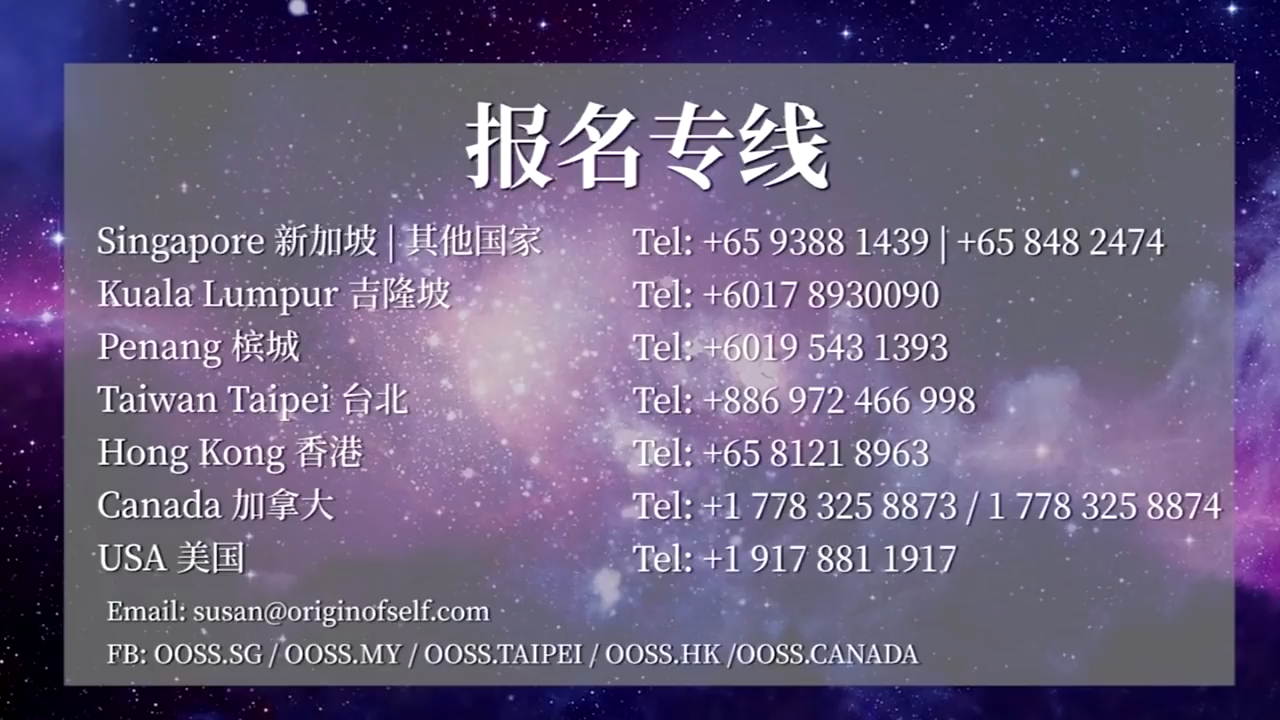 报名专线
Singapore 新加坡 | 其他国家 Tel: +65 9388 1439 | +65 848 2474
Kuala Lumpur 吉隆坡 Tel: +6017 8930090
Penang 槟城 Tel: +6019 543 1393
Taiwan Taipei 台北 Tel: +886 972 466 998
Hong Kong 香港 Tel: +65 8121 8963
Canada 加拿大 Tel: +1 778 325 8873 / 1 778 325 8874
USA 美国 Tel: +1 917 881 1917
Email: susan@originofself.com
FB: OOSS.SG / OOSS.MY / OOSS.TAIPEI / OOSS.HK /OOSS.CANADA